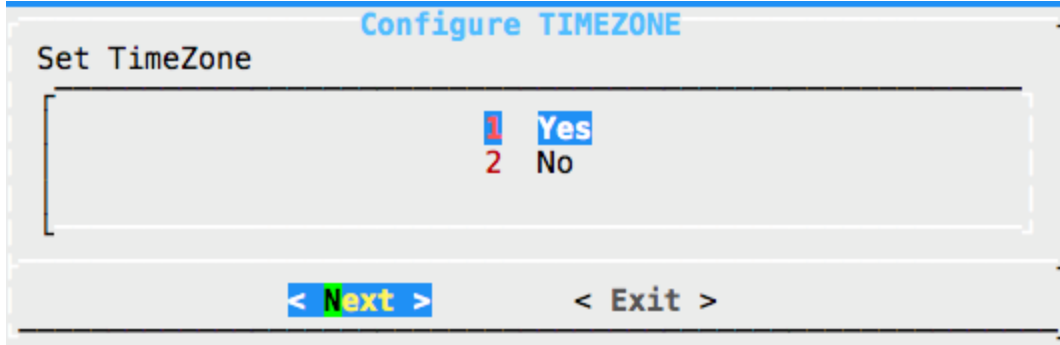 Configure TIMEZONE
Set TimeZone
1 Yes
2 No
< Next > < Exit >